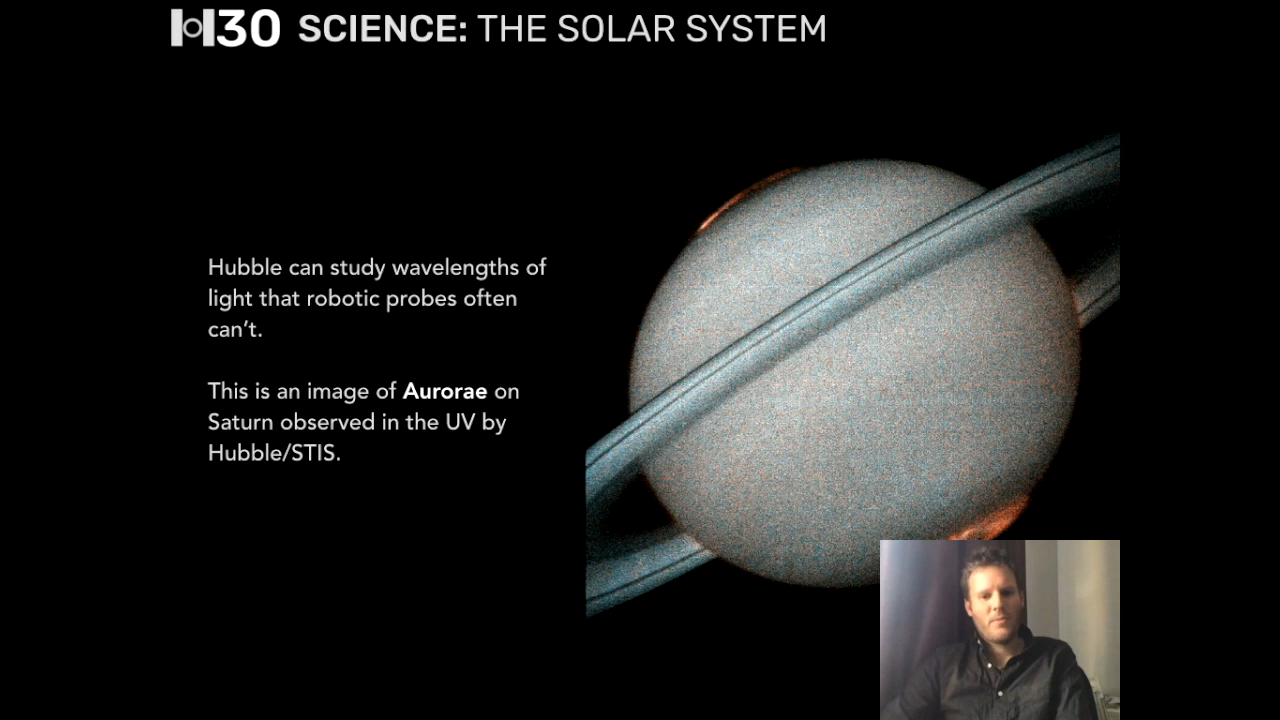 H30 SCIENCE: THE SOLAR SYSTEM
Hubble can study wavelengths of
light that robotic probes often
can't.
This is an image of Aurorae on
Saturn observed in the UV by
Hubble/STIS.